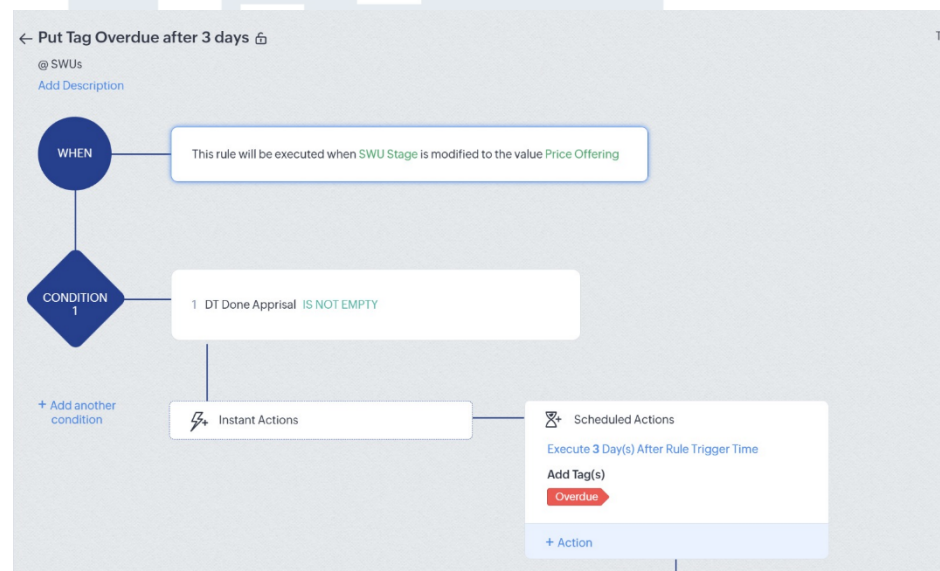 ← Put Tag Overdue after 3 days
@ SWUs
Add Description
WHEN
This rule will be executed when SWU Stage is modified to the value Price Offering
CONDITION
1
1 DT Done Apprisal IS NOT EMPTY
+ Add another
condition
Instant Actions
Scheduled Actions
Execute 3 Day(s) After Rule Trigger Time
Add Tag(s)
Overdue
+ Action